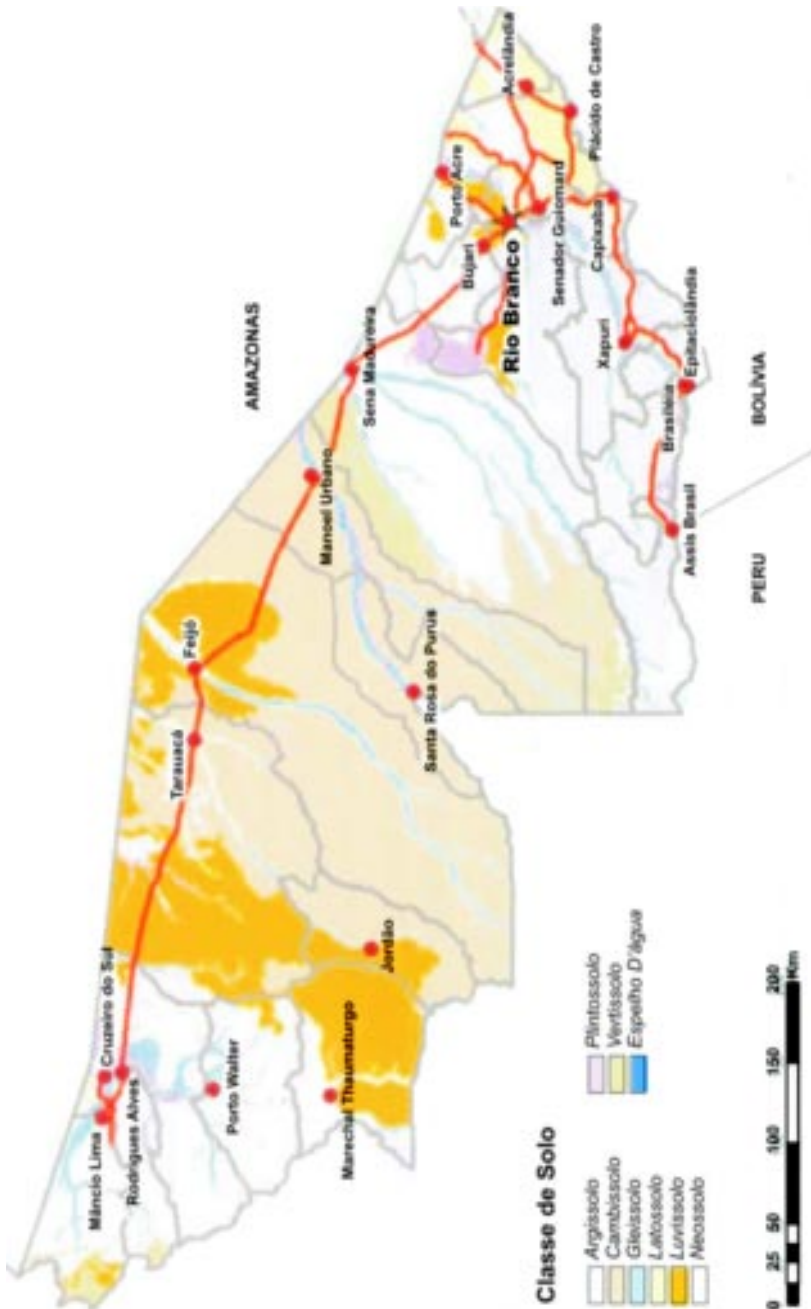 AMAZONAS
Acrelândia
Plácido de Castro
Porto Acre
Senador Guiomard
Bujari
Rio Branco
Capixaba
Sena Madureira
Xapuri
Epitaciolândia
Brasiléia
BOLÍVIA
Manoel Urbano
Assis Brasil
PERU
Feijó
Santa Rosa do Purus
Tarauacá
Jordão
Cruzeiro do Sul
Mâncio Lima
Rodrigues Alves
Porto Walter
Marechal Thaumaturgo
Classe de Solo
Argissolo
Cambissolo
Gleissolo
Latossolo
Luvissolo
Neossolo
Plintossolo
Vertissolo
Espelho D'água
0 25 50 100 150 200
Km